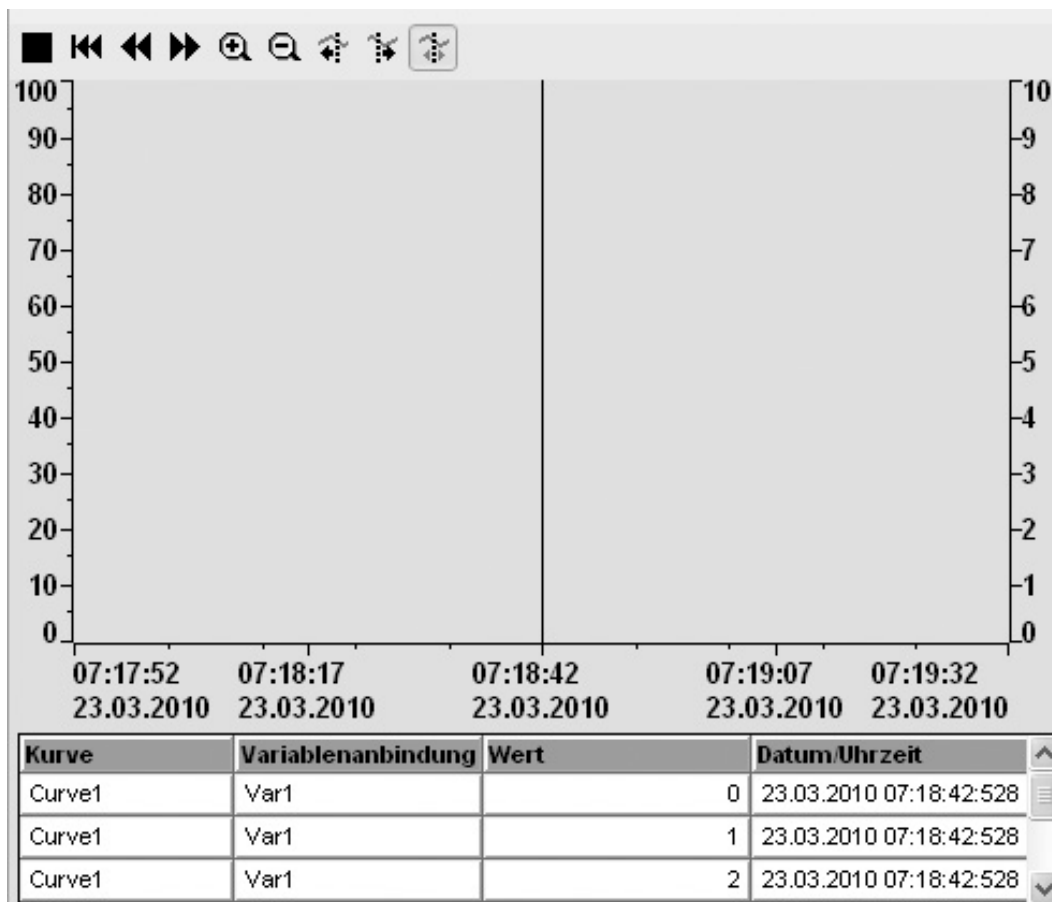 100 10
90 9
80 8
70 7
60 6
50 5
40 4
30 3
20 2
10 1
0 0
07:17:52 07:18:17 07:18:42 07:19:07 07:19:32
23.03.2010 23.03.2010 23.03.2010 23.03.2010 23.03.2010
Kurve Variablenanbindung Wert Datum/Uhrzeit
Curve1 Var1 0 23.03.2010 07:18:42:528
Curve1 Var1 1 23.03.2010 07:18:42:528
Curve1 Var1 2 23.03.2010 07:18:42:528